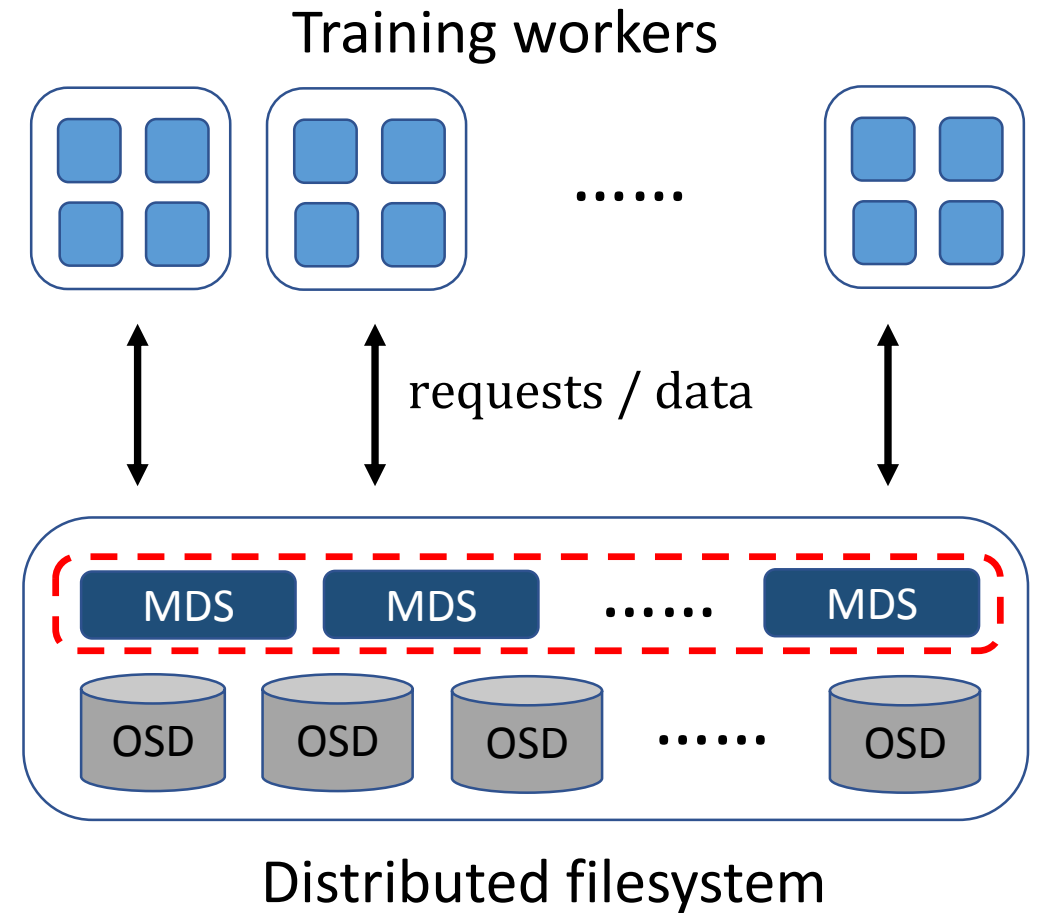 Training workers
......
requests / data
MDS MDS ...... MDS
OSD OSD OSD ...... OSD
Distributed filesystem